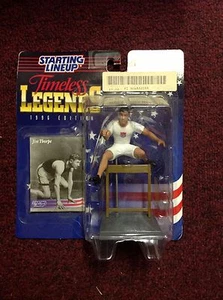 STARTING
LINEUP
Timeless
LEGENDS
1996 EDITION
Jim Thorpe